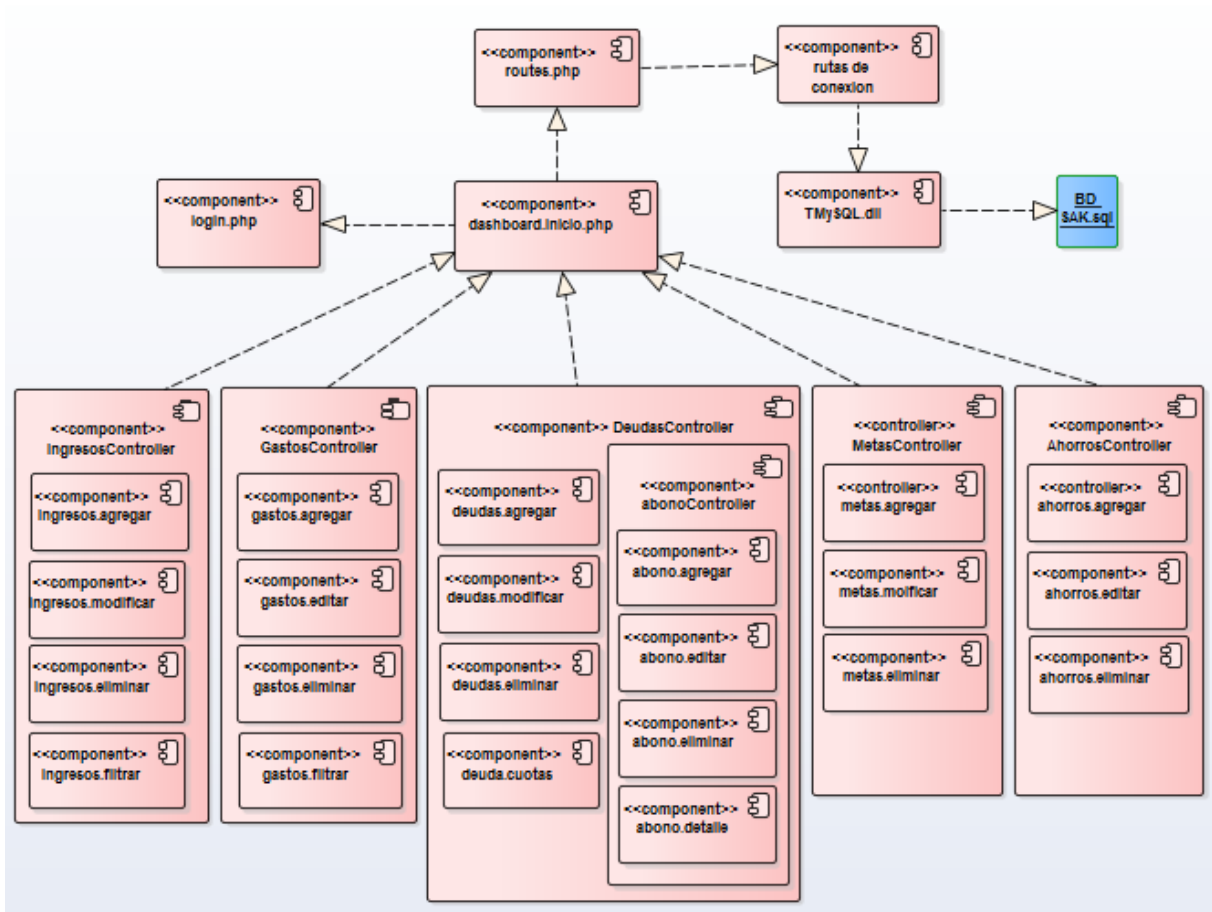 <<component>>
routes.php
<<component>>
rutas de
conexion
<<component>>
login.php
<<component>>
dashboard.inicio.php
<<component>>
TMySQL.dll
BD
SAK.sql
<<component>>
IngresosController
<<component>>
ingresos.agregar
<<component>>
ingresos.modificar
<<component>>
ingresos.eliminar
<<component>>
ingresos.filtrar
<<component>>
GastosController
<<component>>
gastos.agregar
<<component>>
gastos.editar
<<component>>
gastos.eliminar
<<component>>
gastos.filtrar
<<component>> DeudasController
<<component>>
deudas.agregar
<<component>>
deudas.modificar
<<component>>
deudas.eliminar
<<component>>
deuda.cuotas
<<component>>
abonoController
<<component>>
abono.agregar
<<component>>
abono.editar
<<component>>
abono.eliminar
<<component>>
abono.detalle
<<controller>>
MetasController
<<controller>>
metas.agregar
<<component>>
metas.moificar
<<component>>
metas.eliminar
<<component>>
AhorrosController
<<controller>>
ahorros.agregar
<<component>>
ahorros.editar
<<component>>
ahorros.eliminar